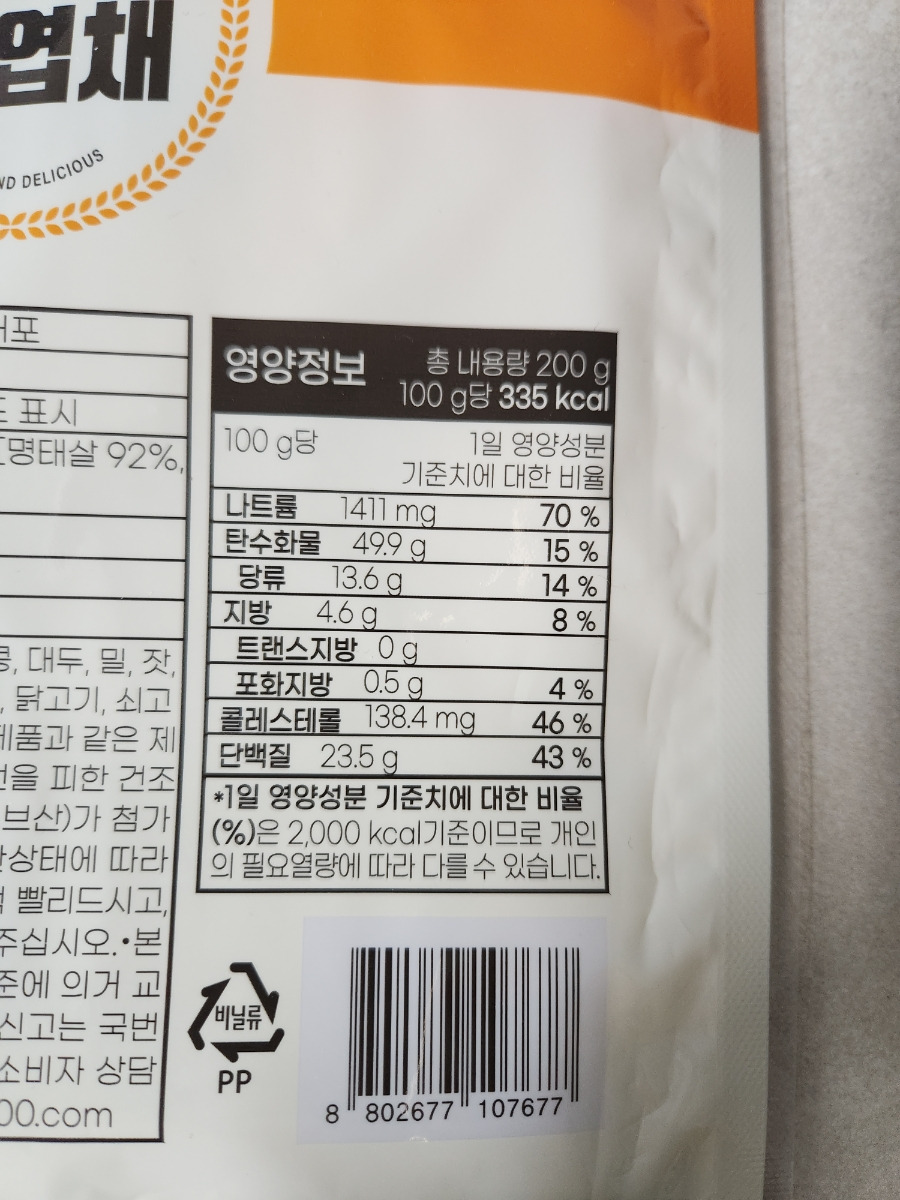 엽채
ND DELICIOUS
어포
표시
명태살 92%,
대두, 밀, 잣,
닭고기, 쇠고
제품과 같은 제
을 피한 건조
브산)가 첨가
상태에 따라
빨리드시고,
주십시오.•본
준에 의거 교
신고는 국번
소비자 상담
00.com
영양정보 총 내용량 200 g
100 g당 335 kcal
100 g당 1일 영양성분
기준치에 대한 비율
나트륨 1411 mg 70 %
탄수화물 49.9 g 15 %
당류 13.6 g 14 %
지방 4.6 g 8 %
트랜스지방 0 g
포화지방 0.5 g 4 %
콜레스테롤 138.4 mg 46 %
단백질 23.5 g 43 %
*1일 영양성분 기준치에 대한 비율
(%)은 2,000 kcal기준이므로 개인
의 필요열량에 따라 다를 수 있습니다.
비닐류
PP
8 802677 107677